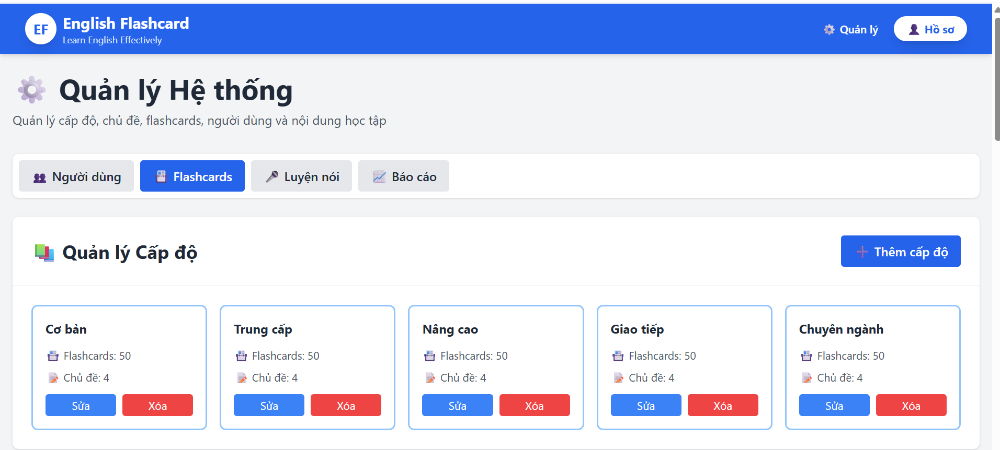 EF
English Flashcard
Learn English Effectively
Quản lý
Hồ sơ
Quản lý Hệ thống
Quản lý cấp độ, chủ đề, flashcards, người dùng và nội dung học tập
Người dùng
Flashcards
Luyện nói
Báo cáo
Quản lý Cấp độ
Thêm cấp độ
Cơ bản
Flashcards: 50
Chủ đề: 4
Sửa
Xóa
Trung cấp
Flashcards: 50
Chủ đề: 4
Sửa
Xóa
Nâng cao
Flashcards: 50
Chủ đề: 4
Sửa
Xóa
Giao tiếp
Flashcards: 50
Chủ đề: 4
Sửa
Xóa
Chuyên ngành
Flashcards: 50
Chủ đề: 4
Sửa
Xóa